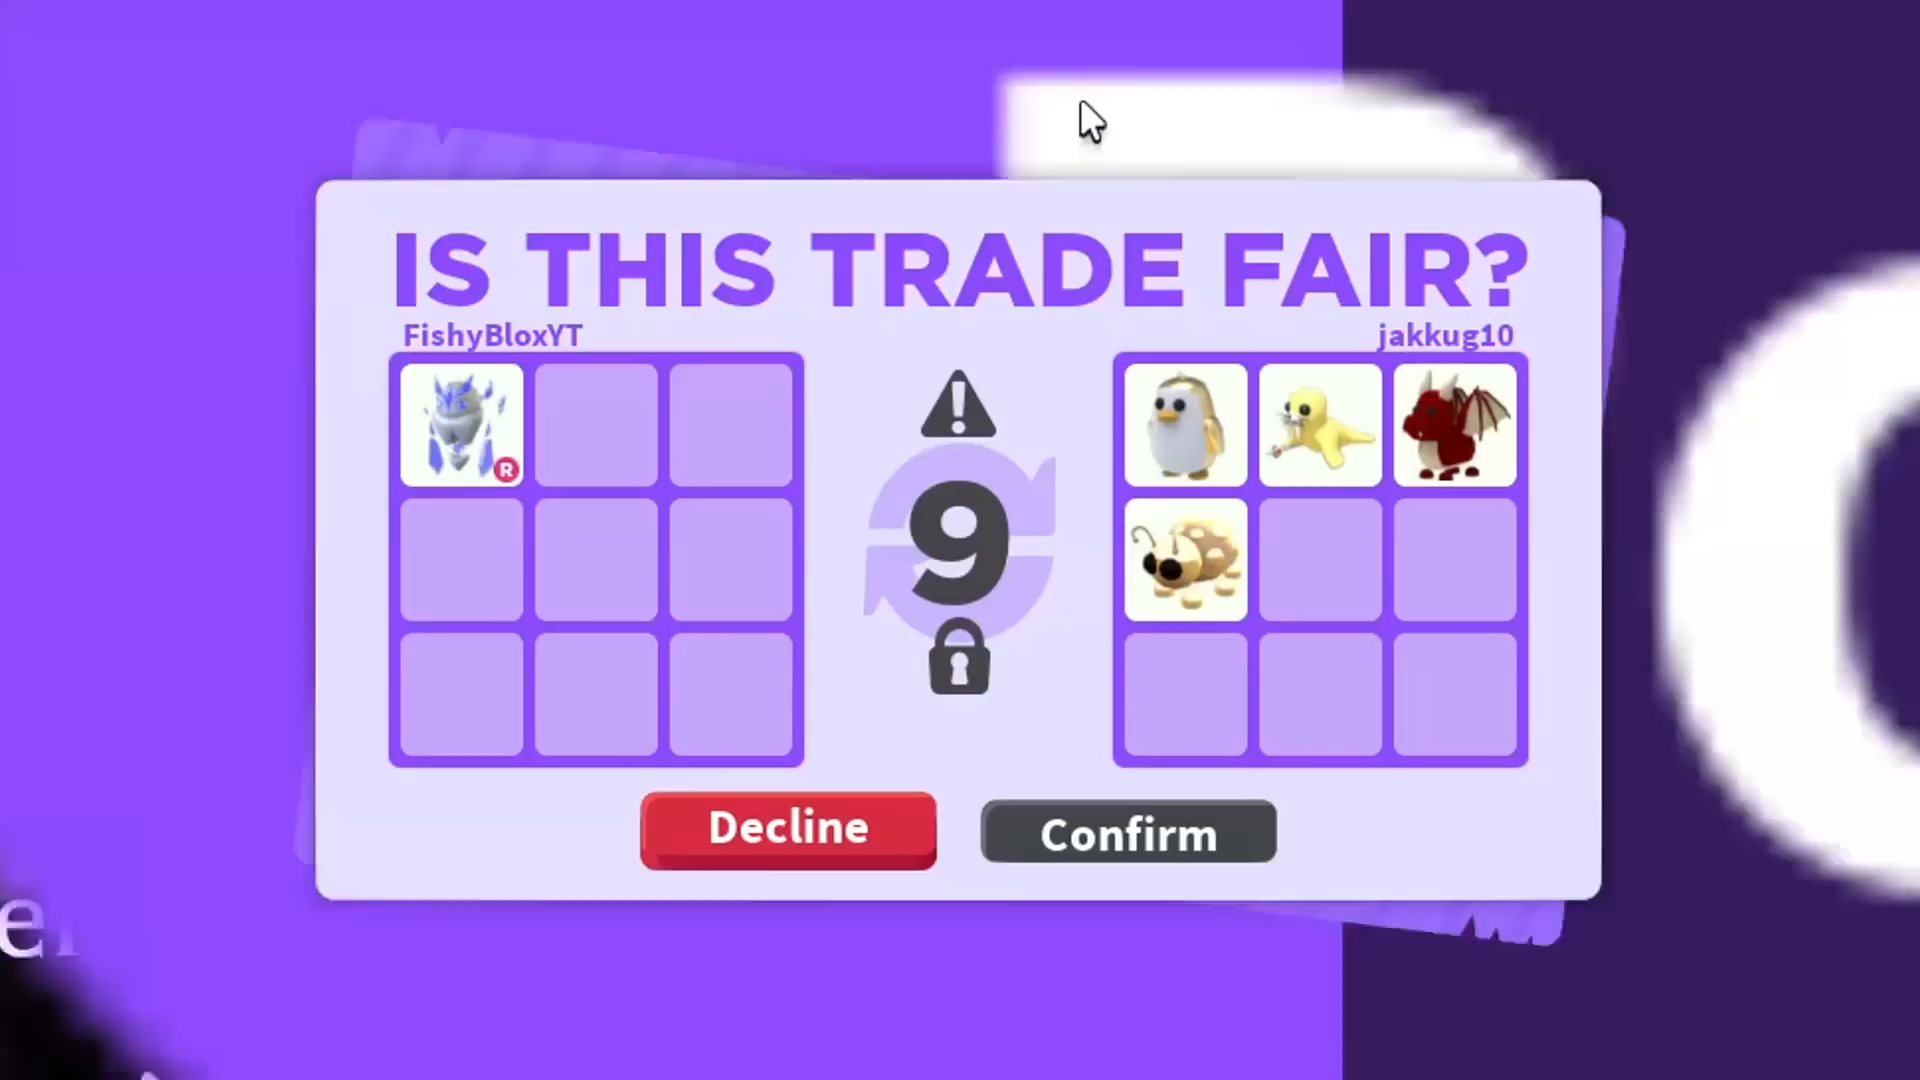 IS THIS TRADE FAIR?
FishyBloxYT
jakkug10
R
9
Decline
Confirm